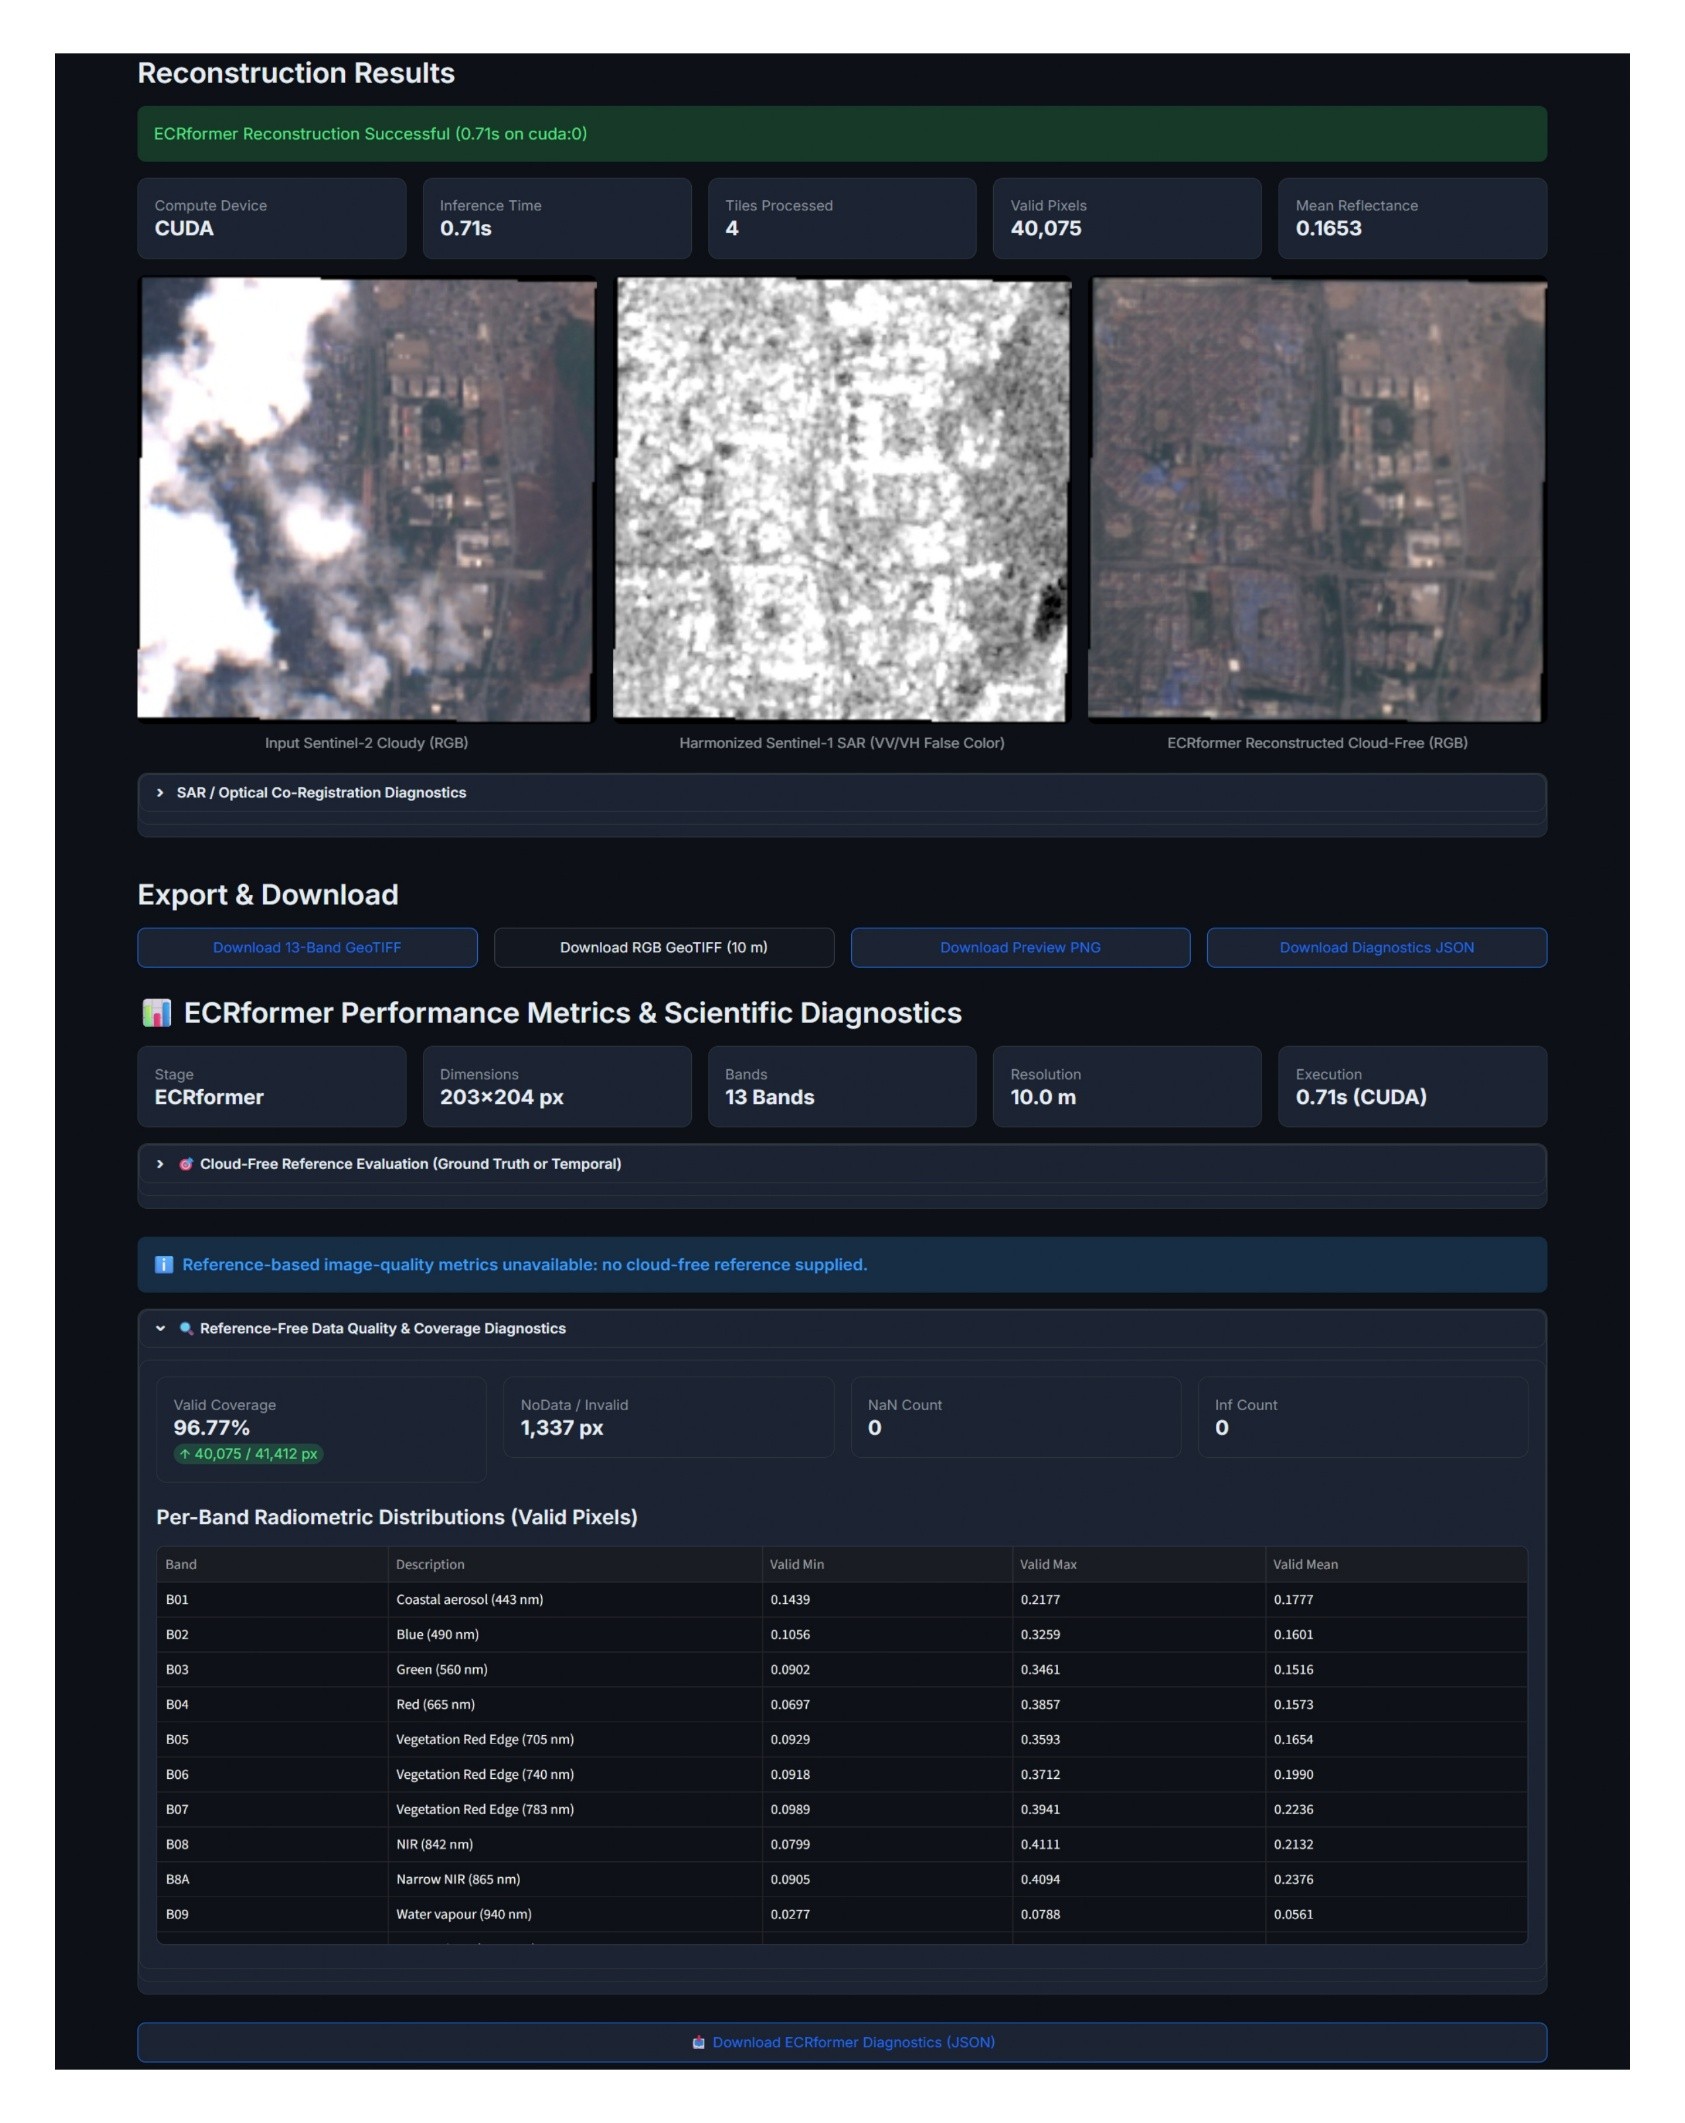 Reconstruction Results
ECRformer Reconstruction Successful (0.71s on cuda:0)
Compute Device Inference Time Tiles Processed Valid Pixels Mean Reflectance
CUDA 0.71s 4 40,075 0.1653
Input Sentinel-2 Cloudy (RGB) Harmonized Sentinel-1 SAR (VV/VH False Color) ECRformer Reconstructed Cloud-Free (RGB)
SAR / Optical Co-Registration Diagnostics
Export & Download
Download 13-Band GeoTIFF Download RGB GeoTIFF (10 m) Download Preview PNG Download Diagnostics JSON
ECRformer Performance Metrics & Scientific Diagnostics
Stage Dimensions Bands Resolution Execution
ECRformer 203×204 px 13 Bands 10.0 m 0.71s (CUDA)
Cloud-Free Reference Evaluation (Ground Truth or Temporal)
Reference-based image-quality metrics unavailable: no cloud-free reference supplied.
Reference-Free Data Quality & Coverage Diagnostics
Valid Coverage NoData / Invalid NaN Count Inf Count
96.77% 1,337 px 0 0
↑ 40,075 / 41,412 px
Per-Band Radiometric Distributions (Valid Pixels)
Band Description Valid Min Valid Max Valid Mean
B01 Coastal aerosol (443 nm) 0.1439 0.2177 0.1777
B02 Blue (490 nm) 0.1056 0.3259 0.1601
B03 Green (560 nm) 0.0902 0.3461 0.1516
B04 Red (665 nm) 0.0697 0.3857 0.1573
B05 Vegetation Red Edge (705 nm) 0.0929 0.3593 0.1654
B06 Vegetation Red Edge (740 nm) 0.0918 0.3712 0.1990
B07 Vegetation Red Edge (783 nm) 0.0989 0.3941 0.2236
B08 NIR (842 nm) 0.0799 0.4111 0.2132
B8A Narrow NIR (865 nm) 0.0905 0.4094 0.2376
B09 Water vapour (940 nm) 0.0277 0.0788 0.0561
Download ECRformer Diagnostics (JSON)